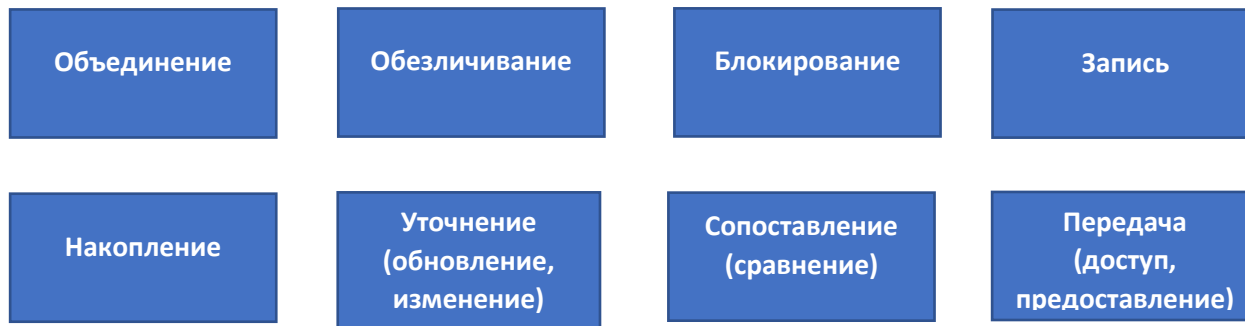 Объединение
Обезличивание
Блокирование
Запись
Накопление
Уточнение
(обновление,
изменение)
Сопоставление
(сравнение)
Передача
(доступ,
предоставление)